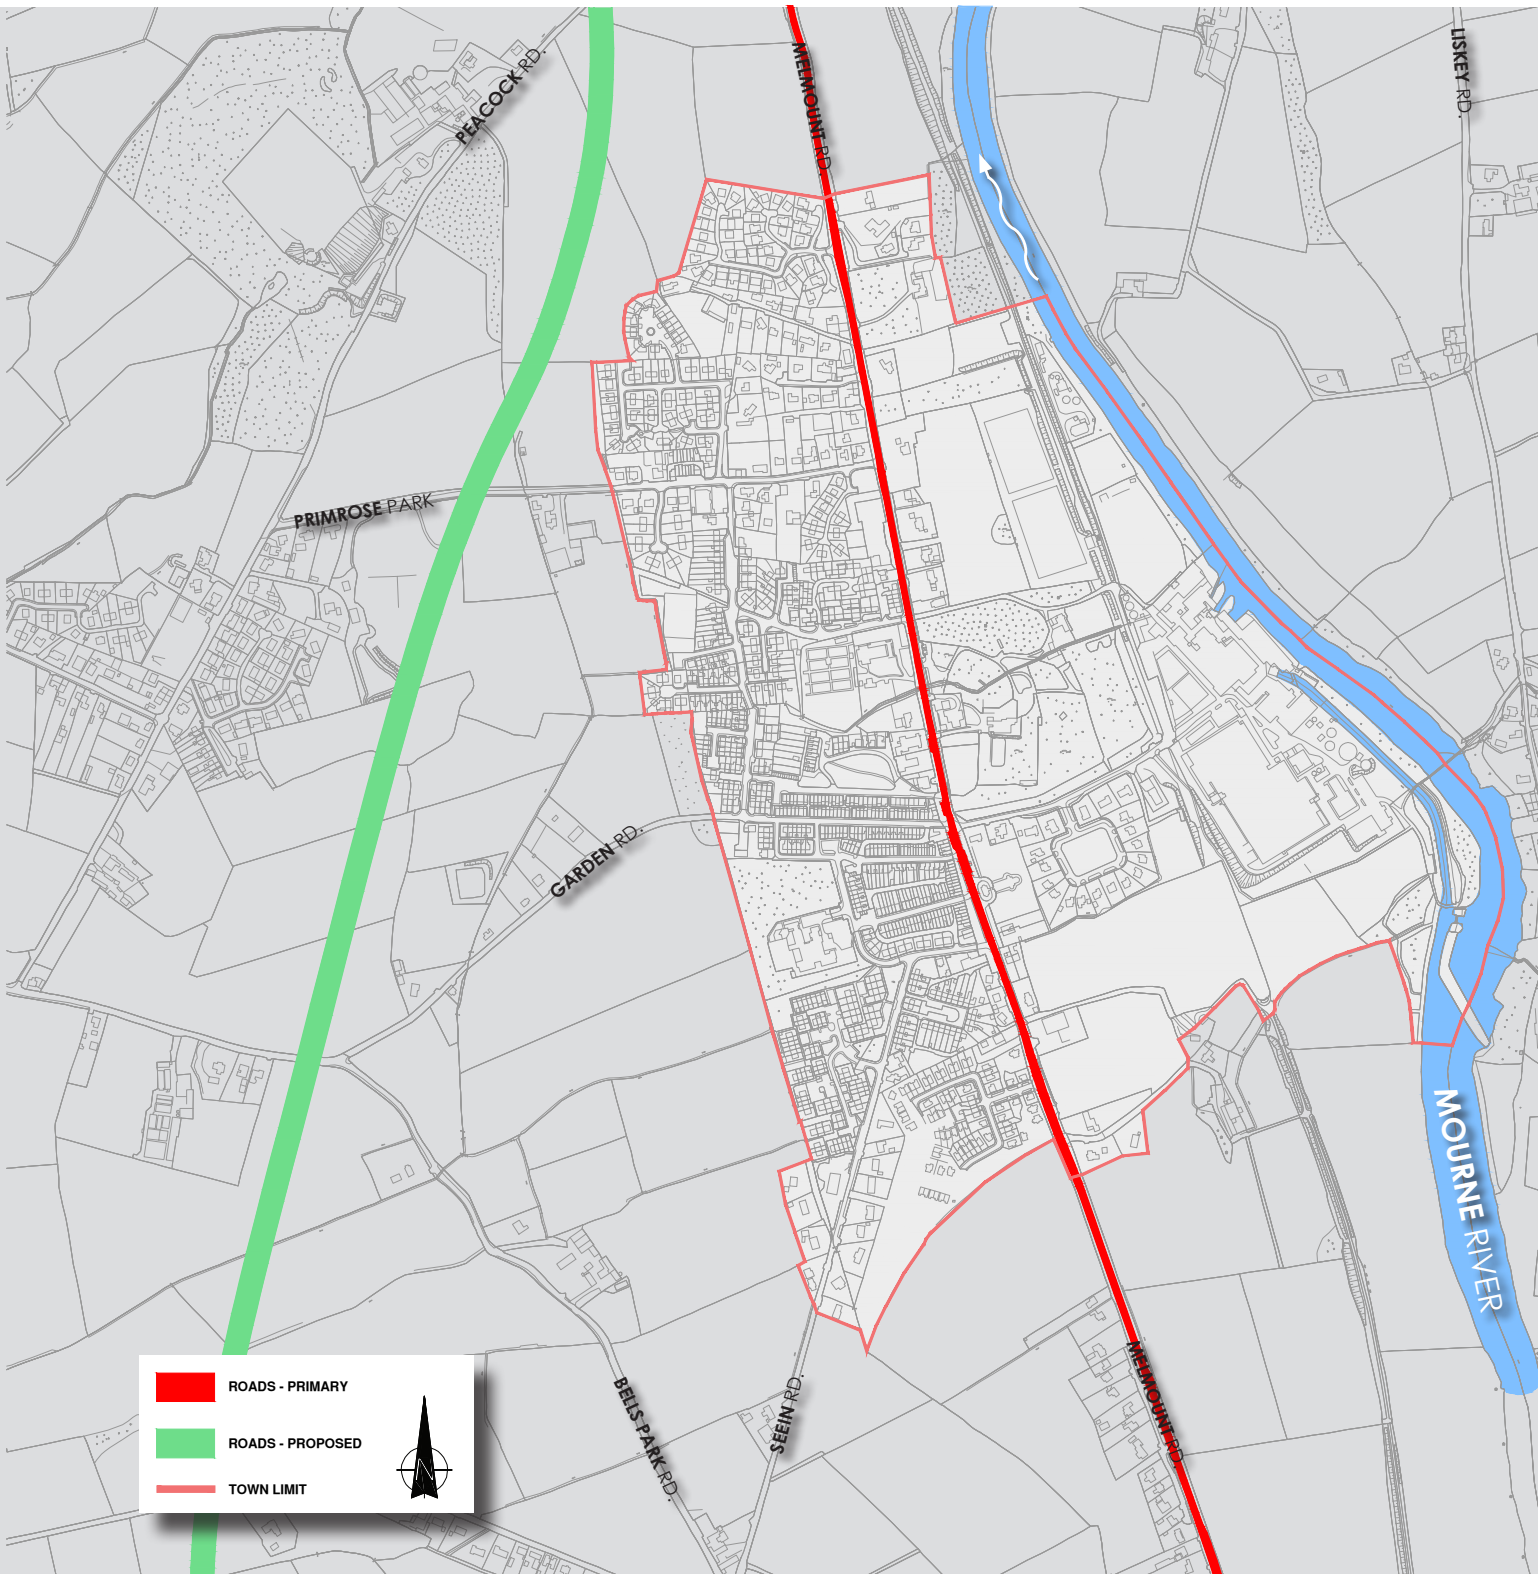 LISKEY RD.
MELMOUNT RD.
PEACOCK RD.
PRIMROSE PARK
GARDEN RD.
MOURNE RIVER
MELMOUNT RD.
BELLS PARK RD.
SEEIN RD.
ROADS - PRIMARY
ROADS - PROPOSED
TOWN LIMIT
N